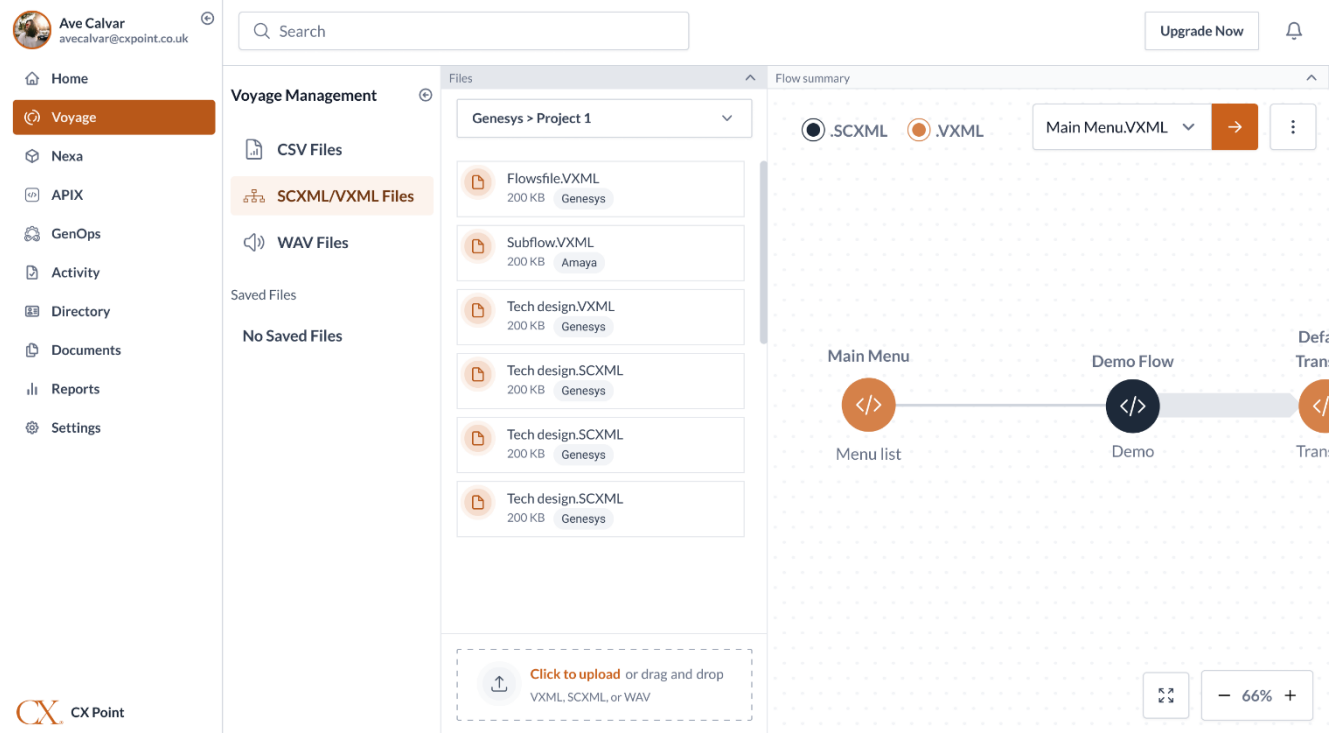 Ave Calvar
avecalvar@cxpoint.co.uk
Home
Voyage
Nexa
APIX
GenOps
Activity
Directory
Documents
Reports
Settings
CX Point
Search
Upgrade Now
Voyage Management
CSV Files
SCXML/VXML Files
WAV Files
Saved Files
No Saved Files
Files
Genesys > Project 1
Flowsfile.VXML
200 KB Genesys
Subflow.VXML
200 KB Amaya
Tech design.VXML
200 KB Genesys
Tech design.SCXML
200 KB Genesys
Tech design.SCXML
200 KB Genesys
Tech design.SCXML
200 KB Genesys
Click to upload or drag and drop
VXML, SCXML, or WAV
Flow summary
.SCXML .VXML
Main Menu.VXML
Main Menu
Menu list
Demo Flow
Demo
Defa
Trans
Trans
66%
CX